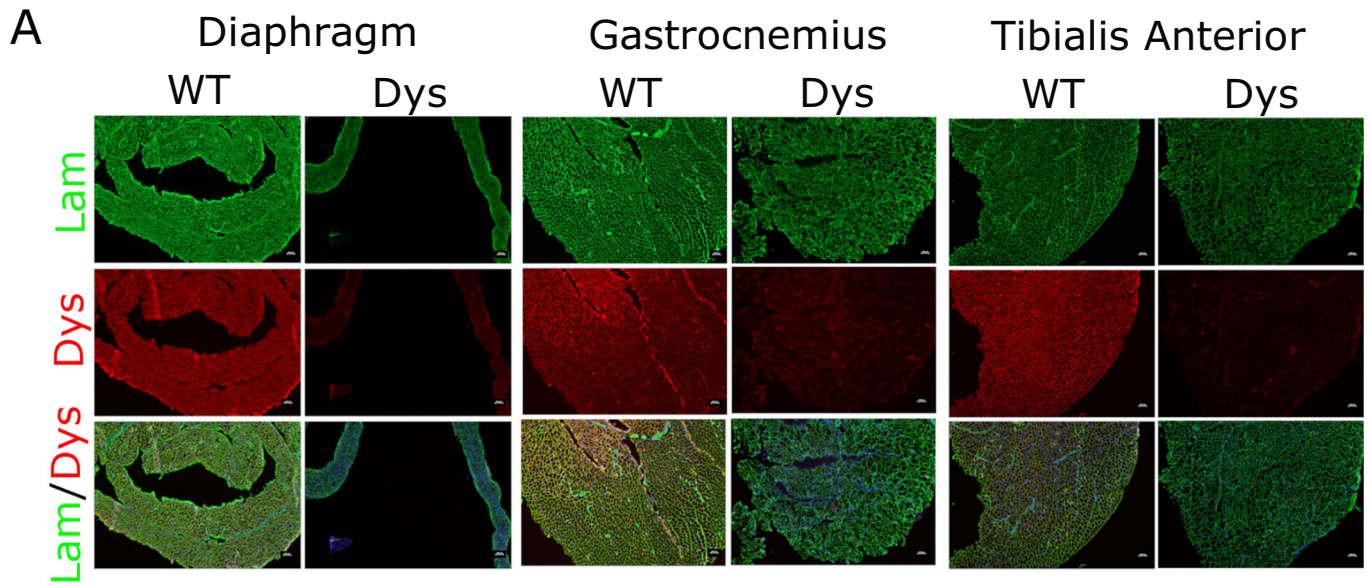 A
Diaphragm Gastrocnemius Tibialis Anterior
WT Dys WT Dys WT Dys
Lam
Dys
Lam/Dys